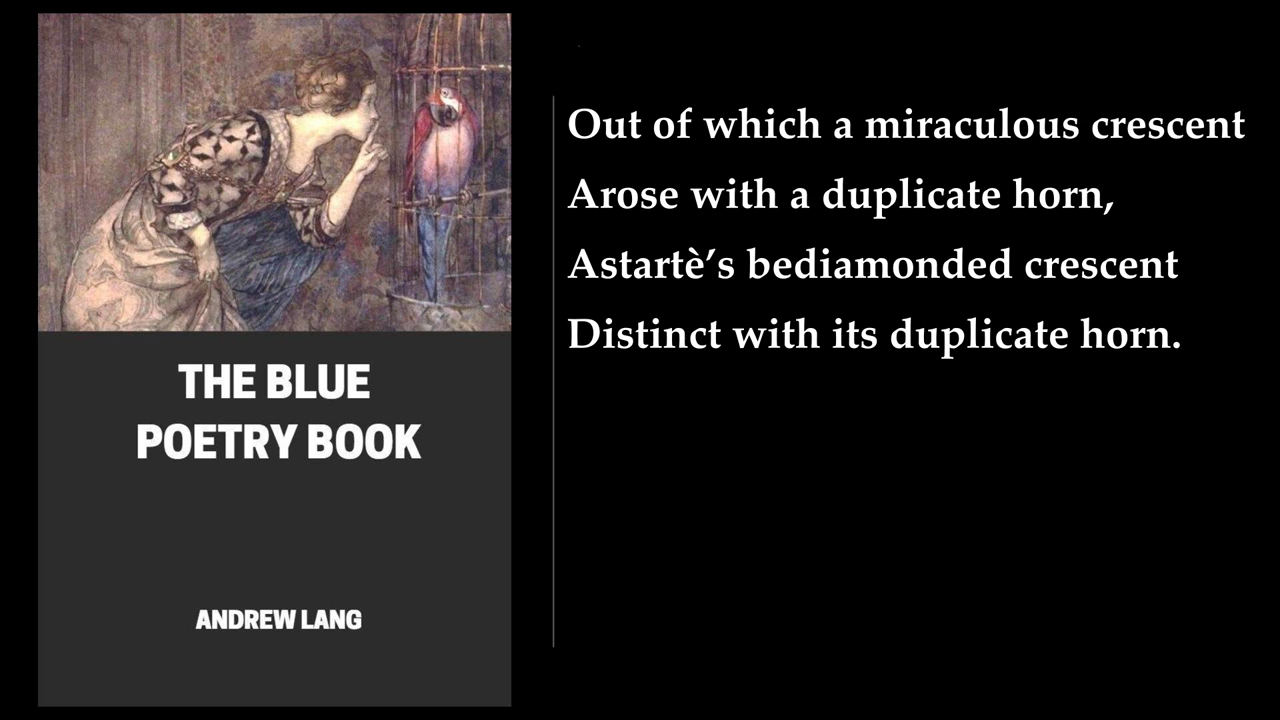 THE BLUE
POETRY BOOK
ANDREW LANG
Out of which a miraculous crescent
Arose with a duplicate horn,
Astartè’s bediamonded crescent
Distinct with its duplicate horn.